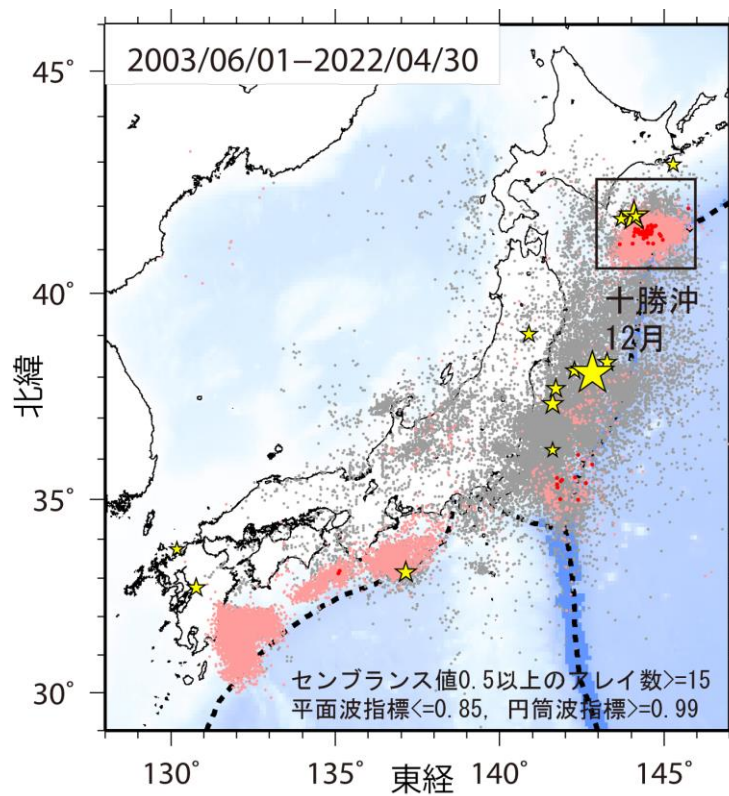 2003/06/01−2022/04/30
45°
40°
35°
30°
北緯
十勝沖
12月
センブランス値0.5以上のアレイ数>=15
平面波指標<=0.85, 円筒波指標>=0.99
130°
135°
140°
145°
東経